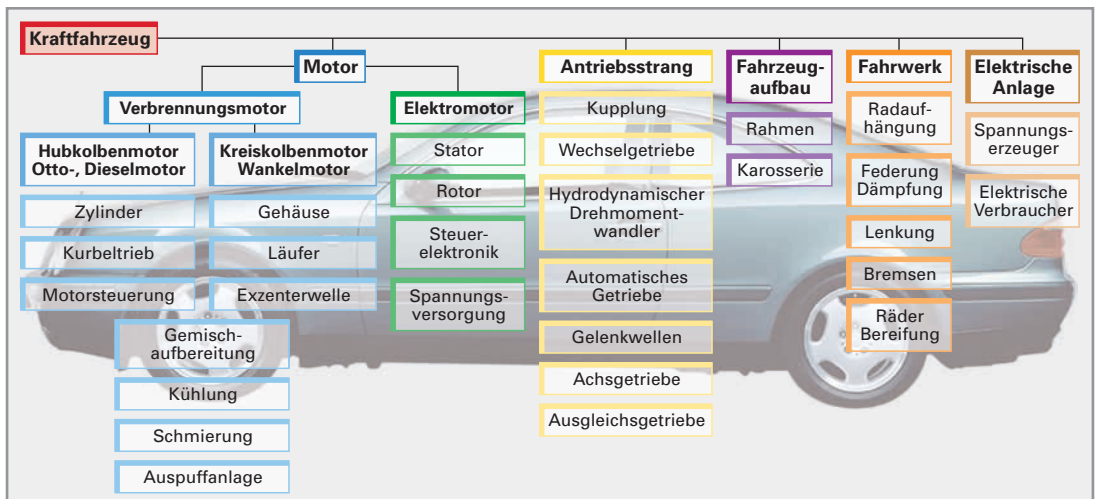 Kraftfahrzeug
Motor
Verbrennungsmotor
Hubkolbenmotor
Otto-, Dieselmotor
Zylinder
Kurbeltrieb
Motorsteuerung
Kreiskolbenmotor
Wankelmotor
Gehäuse
Läufer
Exzenterwelle
Gemisch-
aufbereitung
Kühlung
Schmierung
Auspuffanlage
Elektromotor
Stator
Rotor
Steuer-
elektronik
Spannungs-
versorgung
Antriebsstrang
Kupplung
Wechselgetriebe
Hydrodynamischer
Drehmoment-
wandler
Automatisches
Getriebe
Gelenkwellen
Achsgetriebe
Ausgleichsgetriebe
Fahrzeug-
aufbau
Rahmen
Karosserie
Fahrwerk
Radauf-
hängung
Federung
Dämpfung
Lenkung
Bremsen
Räder
Bereifung
Elektrische
Anlage
Spannungs-
erzeuger
Elektrische
Verbraucher